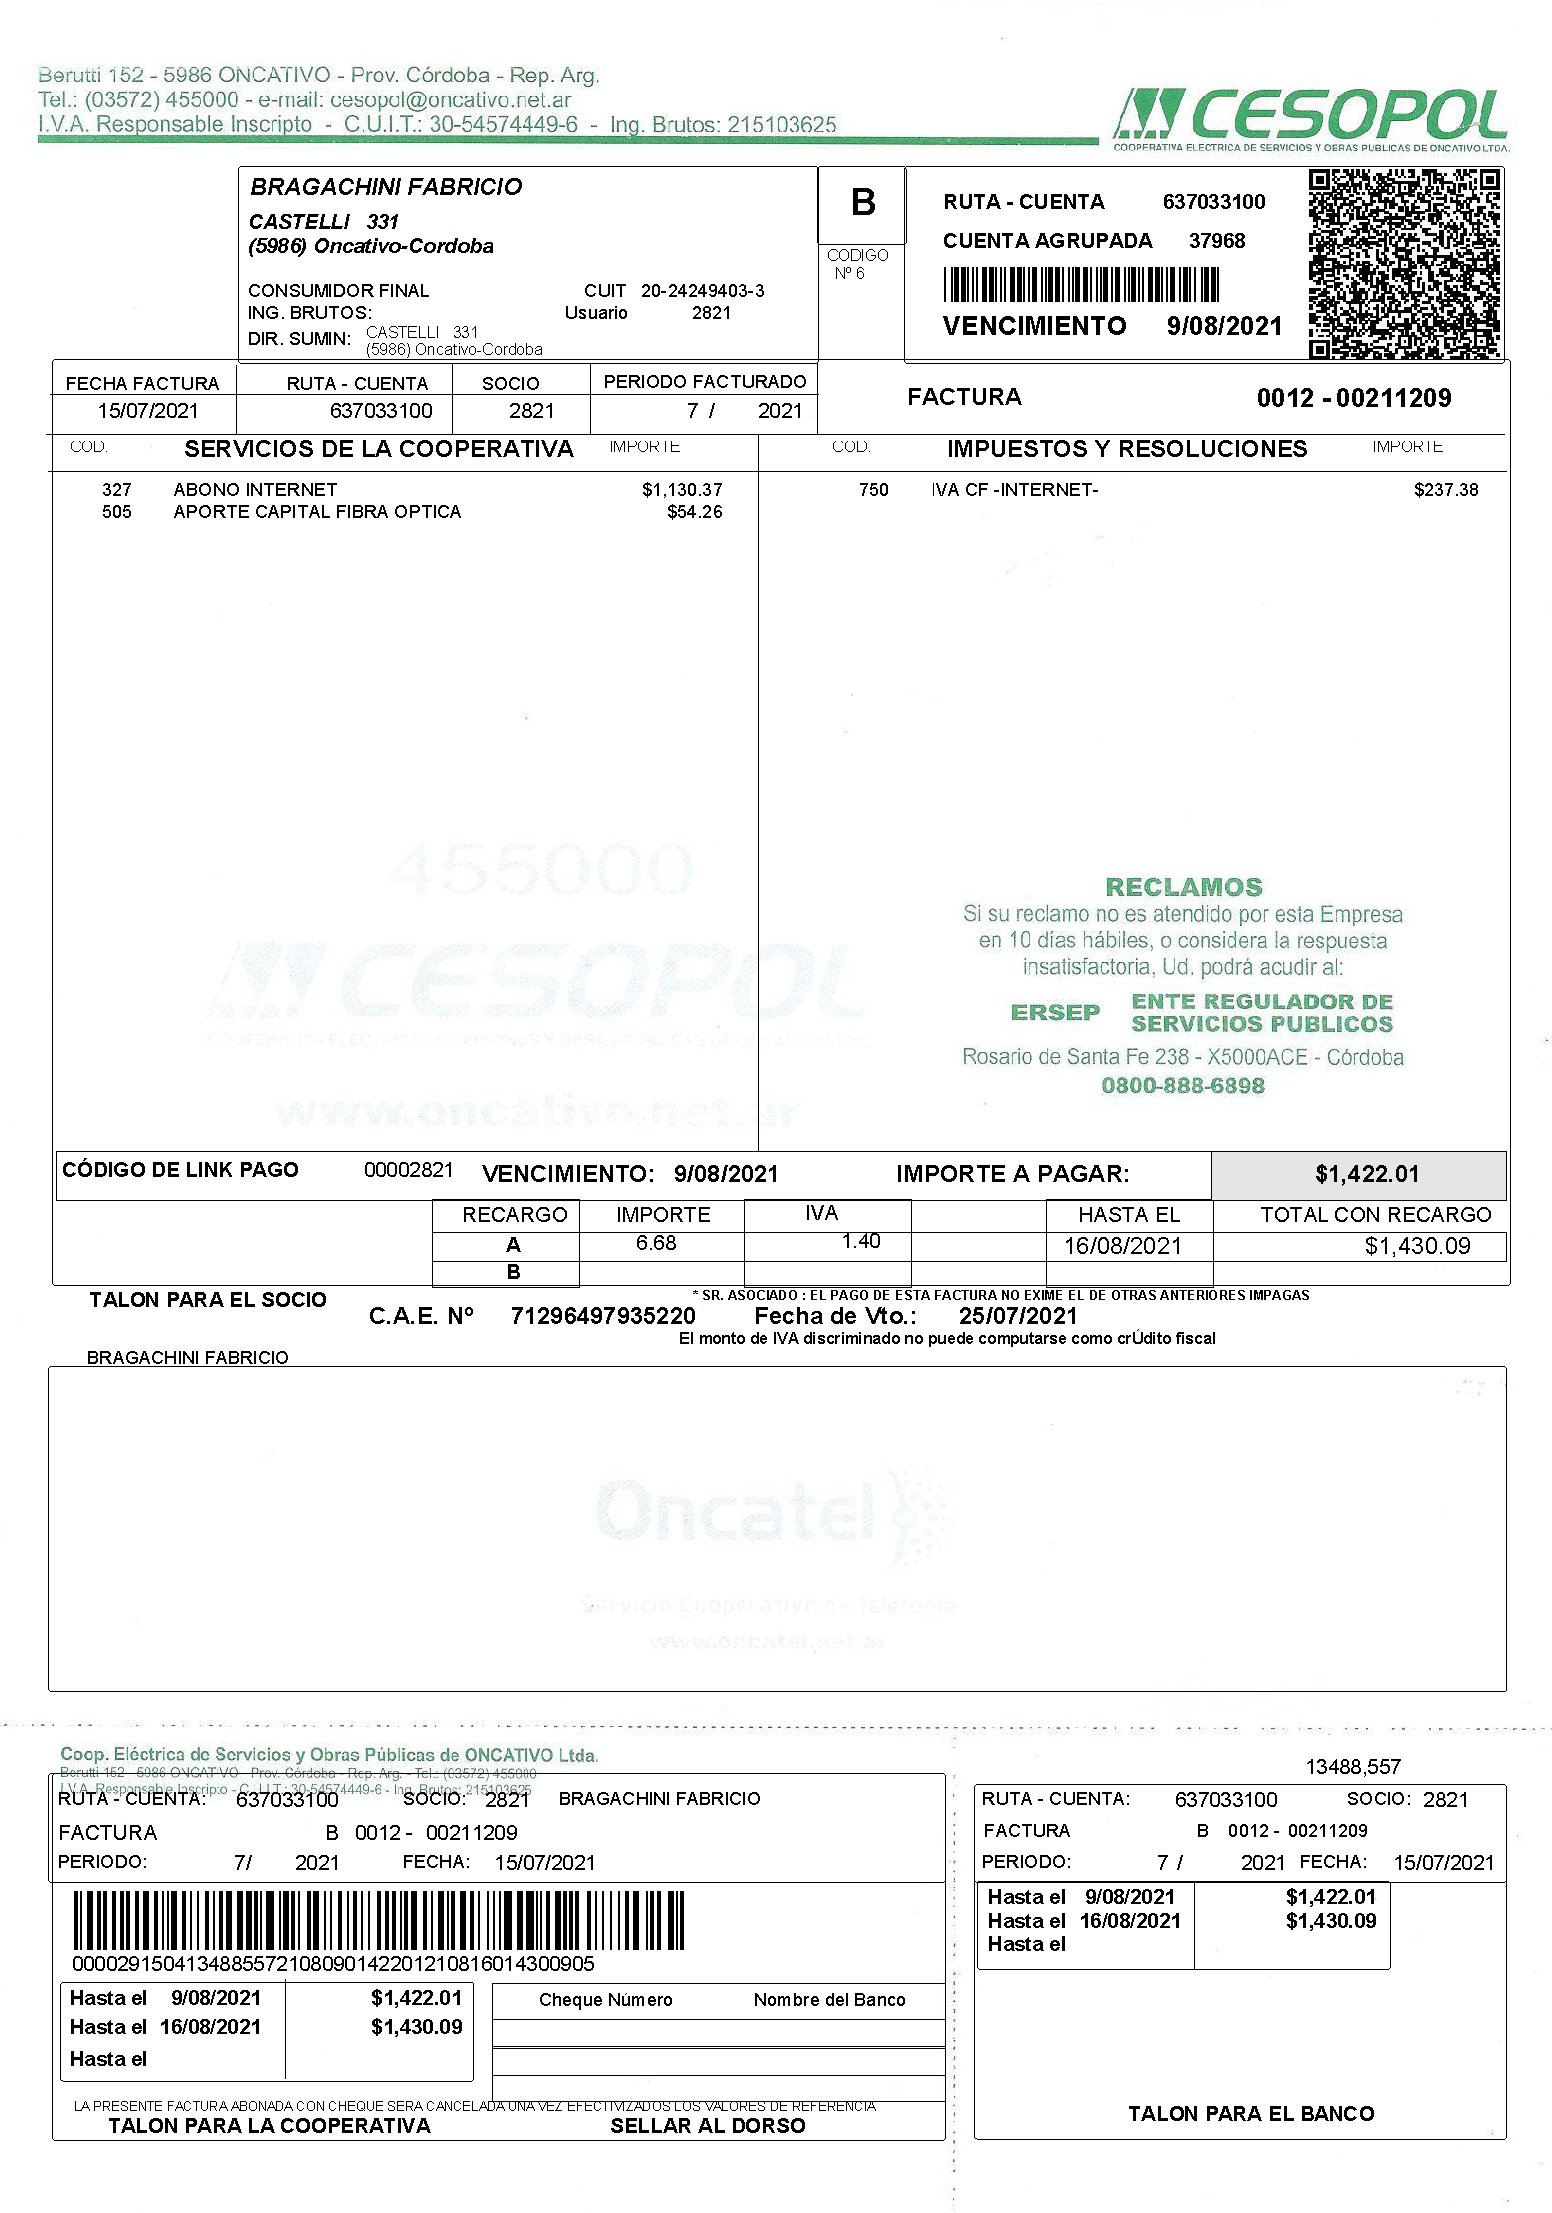 Berutti 152 - 5986 ONCATIVO - Prov. Córdoba - Rep. Arg.
Tel.: (03572) 455000 - e-mail: cesopol@oncativo.net.ar
I.V.A. Responsable Inscripto - C.U.I.T.: 30-54574449-6 - Ing. Brutos: 215103625
CESOPOL
COOPERATIVA ELECTRICA DE SERVICIOS Y OBRAS PUBLICAS DE ONCATIVO LTDA.
BRAGACHINI FABRICIO
CASTELLI 331
(5986) Oncativo-Cordoba
CONSUMIDOR FINAL CUIT 20-24249403-3
ING. BRUTOS: Usuario 2821
DIR. SUMIN: CASTELLI 331
(5986) Oncativo-Cordoba
B
CODIGO
Nº 6
RUTA - CUENTA 637033100
CUENTA AGRUPADA 37968
VENCIMIENTO 9/08/2021
FECHA FACTURA RUTA - CUENTA SOCIO PERIODO FACTURADO
15/07/2021 637033100 2821 7 / 2021
FACTURA 0012 - 00211209
COD. SERVICIOS DE LA COOPERATIVA IMPORTE COD. IMPUESTOS Y RESOLUCIONES IMPORTE
327 ABONO INTERNET $1,130.37 750 IVA CF -INTERNET- $237.38
505 APORTE CAPITAL FIBRA OPTICA $54.26
455000
CESOPOL
COOPERATIVA ELECTRICA DE SERVICIOS Y OBRAS PUBLICAS DE ONCATIVO LTDA.
www.oncativo.net.ar
RECLAMOS
Si su reclamo no es atendido por esta Empresa
en 10 días hábiles, o considera la respuesta
insatisfactoria, Ud. podrá acudir al:
ERSEP ENTE REGULADOR DE
SERVICIOS PUBLICOS
Rosario de Santa Fe 238 - X5000ACE - Córdoba
0800-888-6898
CÓDIGO DE LINK PAGO 00002821 VENCIMIENTO: 9/08/2021 IMPORTE A PAGAR: $1,422.01
RECARGO IMPORTE IVA HASTA EL TOTAL CON RECARGO
A 6.68 1.40 16/08/2021 $1,430.09
B
TALON PARA EL SOCIO
* SR. ASOCIADO : EL PAGO DE ESTA FACTURA NO EXIME EL DE OTRAS ANTERIORES IMPAGAS
C.A.E. Nº 71296497935220 Fecha de Vto.: 25/07/2021
El monto de IVA discriminado no puede computarse como crÚdito fiscal
BRAGACHINI FABRICIO
Oncatel
Servicio Cooperativo de Telefonía
www.oncatel.net.ar
Coop. Eléctrica de Servicios y Obras Públicas de ONCATIVO Ltda.
Berutti 152 - 5986 ONCATIVO - Prov. Córdoba - Rep. Arg. - Tel.: (03572) 455000
I.V.A. Responsable Inscripto - C.U.I.T.: 30-54574449-6 - Ing. Brutos: 215103625
RUTA - CUENTA: 637033100 SOCIO: 2821 BRAGACHINI FABRICIO
FACTURA B 0012 - 00211209
PERIODO: 7/ 2021 FECHA: 15/07/2021
0000291504134885572108090142201210816014300905
Hasta el 9/08/2021 $1,422.01
Hasta el 16/08/2021 $1,430.09
Hasta el
Cheque Número Nombre del Banco
LA PRESENTE FACTURA ABONADA CON CHEQUE SERA CANCELADA UNA VEZ EFECTIVIZADOS LOS VALORES DE REFERENCIA
TALON PARA LA COOPERATIVA SELLAR AL DORSO
13488,557
RUTA - CUENTA: 637033100 SOCIO: 2821
FACTURA B 0012 - 00211209
PERIODO: 7 / 2021 FECHA: 15/07/2021
Hasta el 9/08/2021 $1,422.01
Hasta el 16/08/2021 $1,430.09
Hasta el
TALON PARA EL BANCO